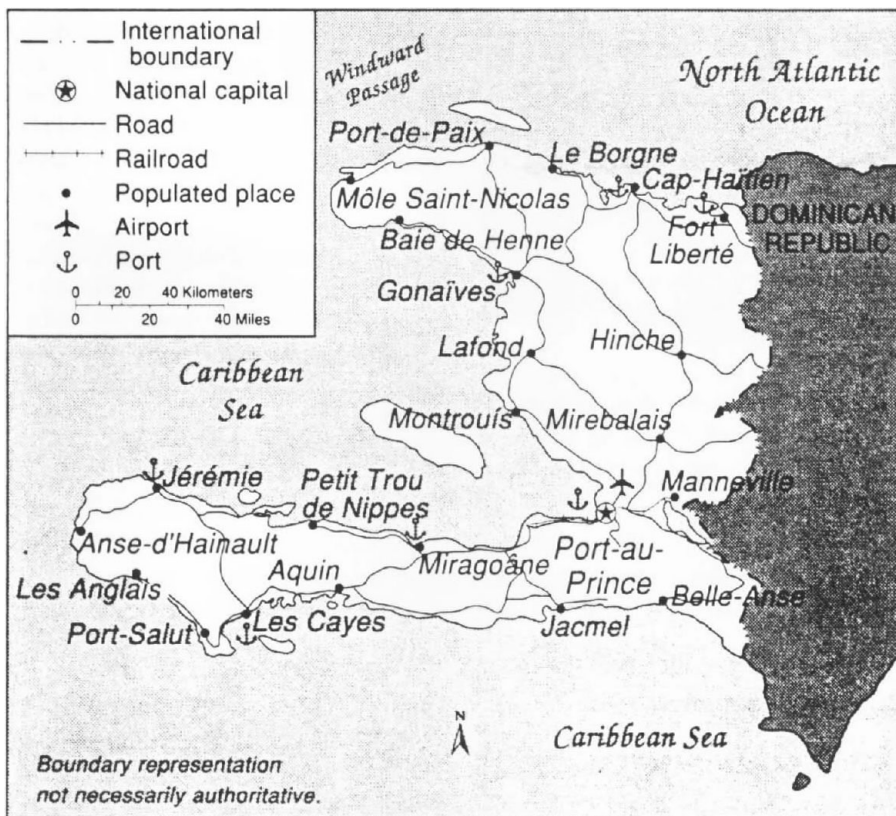 International
boundary
National capital
Road
Railroad
Populated place
Airport
Port
0 20 40 Kilometers
0 20 40 Miles
Windward
Passage
North Atlantic
Ocean
Port-de-Paix
Le Borgne
Cap-Haïtien
Môle Saint-Nicolas
Fort
Liberté
DOMINICAN
REPUBLIC
Baie de Henne
Gonaïves
Lafond
Hinche
Caribbean
Sea
Montrouís
Mirebalais
Jérémie
Petit Trou
de Nippes
Manneville
Anse-d'Hainault
Miragoâne
Port-au-
Prince
Les Anglais
Aquin
Belle-Anse
Port-Salut
Les Cayes
Jacmel
N
Caribbean Sea
Boundary representation
not necessarily authoritative.